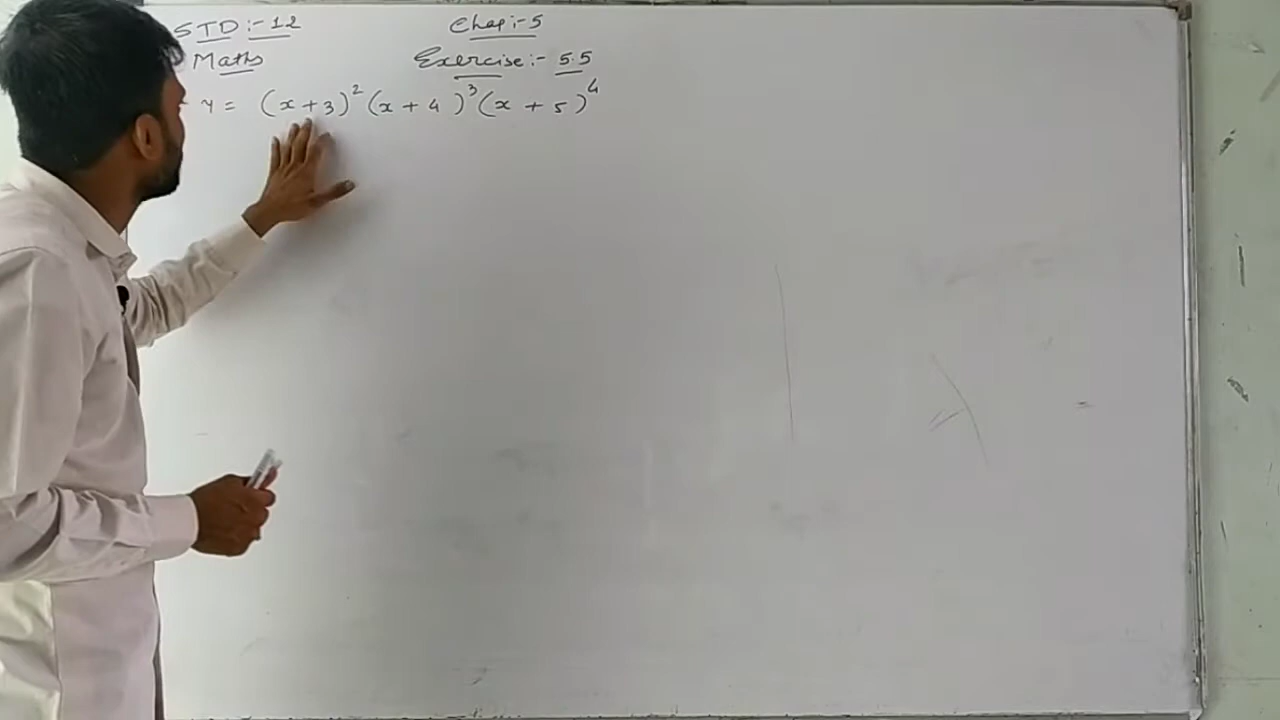 STD :- 12 Chap :- 5
Maths Exercise :- 5.5
y = (x + 3)² (x + 4)³ (x + 5)⁴